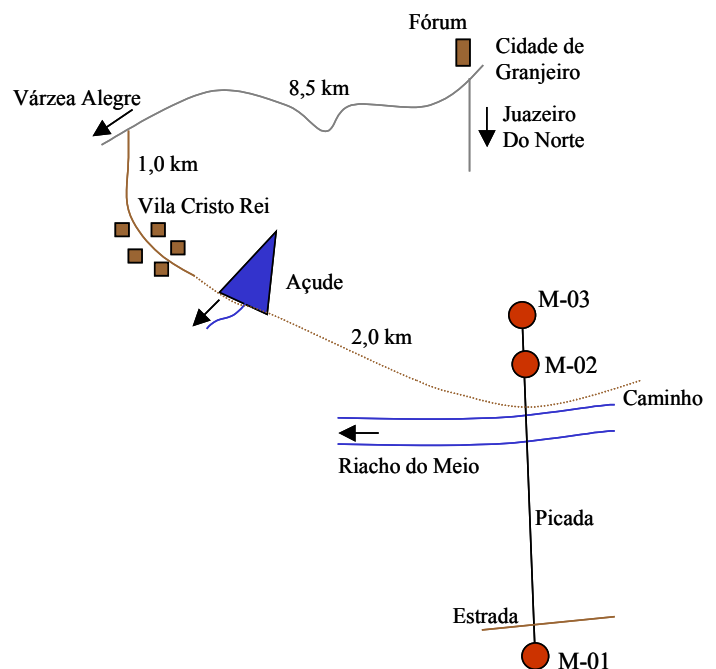 Fórum
Cidade de
Granjeiro
8,5 km
Várzea Alegre
Juazeiro
Do Norte
1,0 km
Vila Cristo Rei
Açude
M-03
2,0 km
M-02
Caminho
Riacho do Meio
Picada
Estrada
M-01